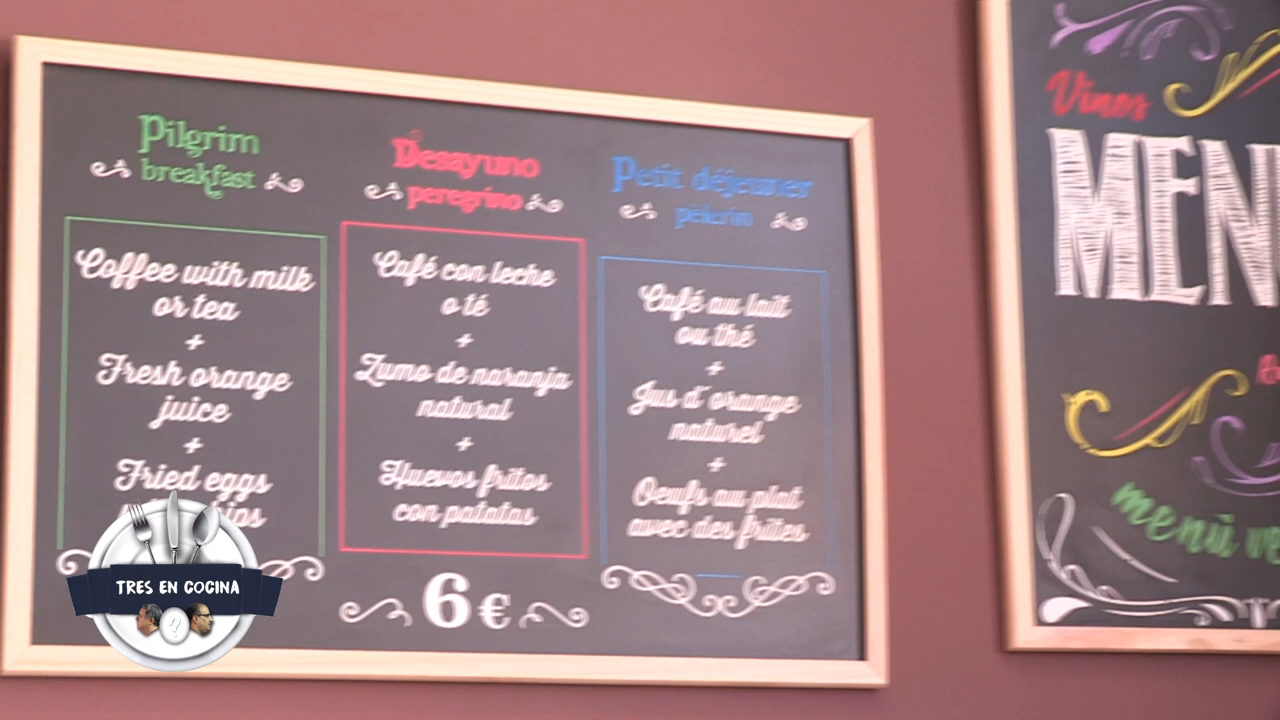 Pilgrim
breakfast
Coffee with milk
or tea
+
Fresh orange
juice
+
Fried eggs
Desayuno
peregrino
Café con leche
o té
+
Zumo de naranja
natural
+
Huevos fritos
con patatas
6 €
Petit déjeuner
pèlerin
Café au lait
ou thé
+
Jus d'orange
naturel
+
Oeufs au plat
avec des frites
Vinos
MEN
menú
TRES EN COCINA
?